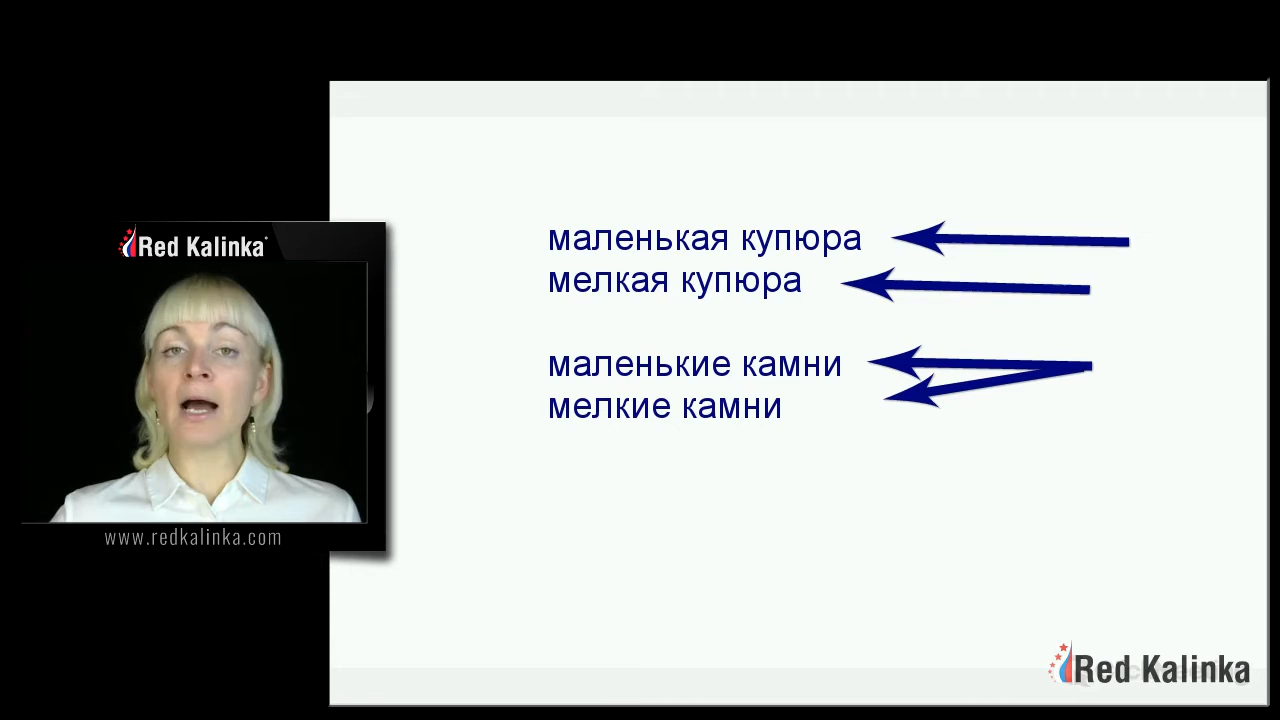 Red Kalinka
www.redkalinka.com
маленькая купюра
мелкая купюра
маленькие камни
мелкие камни
Red Kalinka